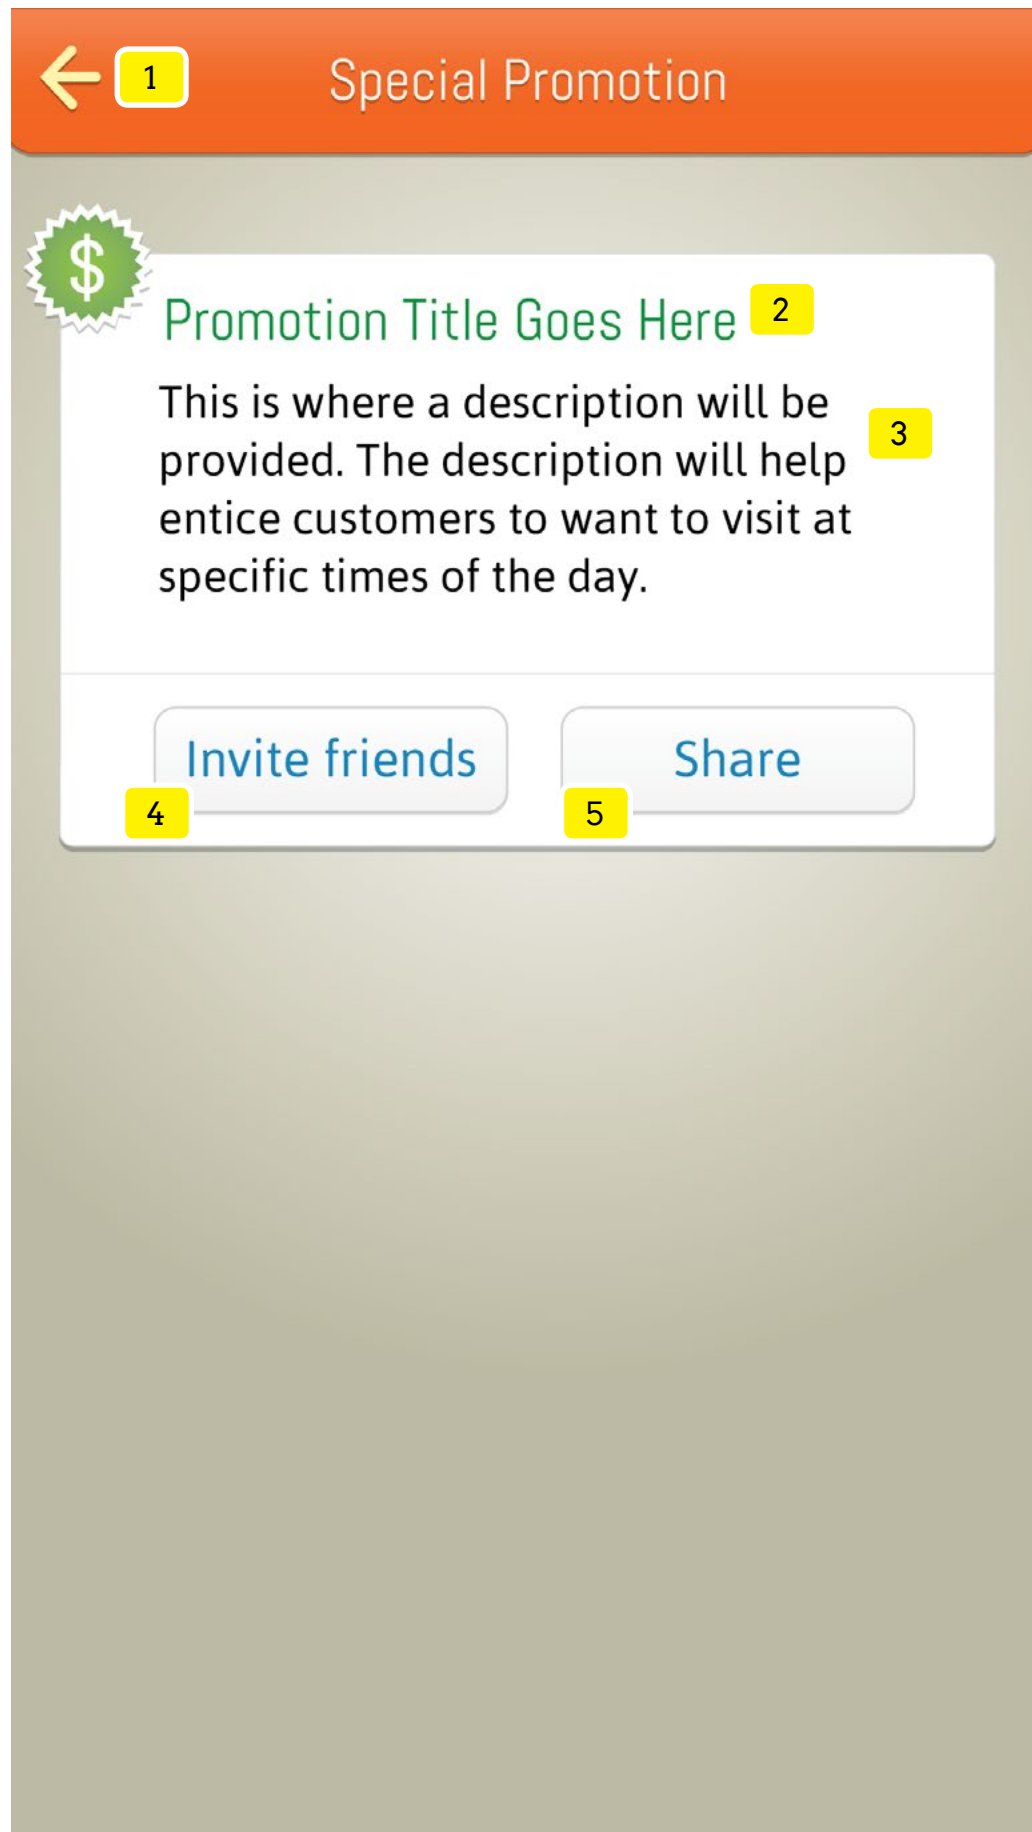 1
Special Promotion
$
Promotion Title Goes Here
2
This is where a description will be
provided. The description will help
3
entice customers to want to visit at
specific times of the day.
Invite friends
Share
4
5